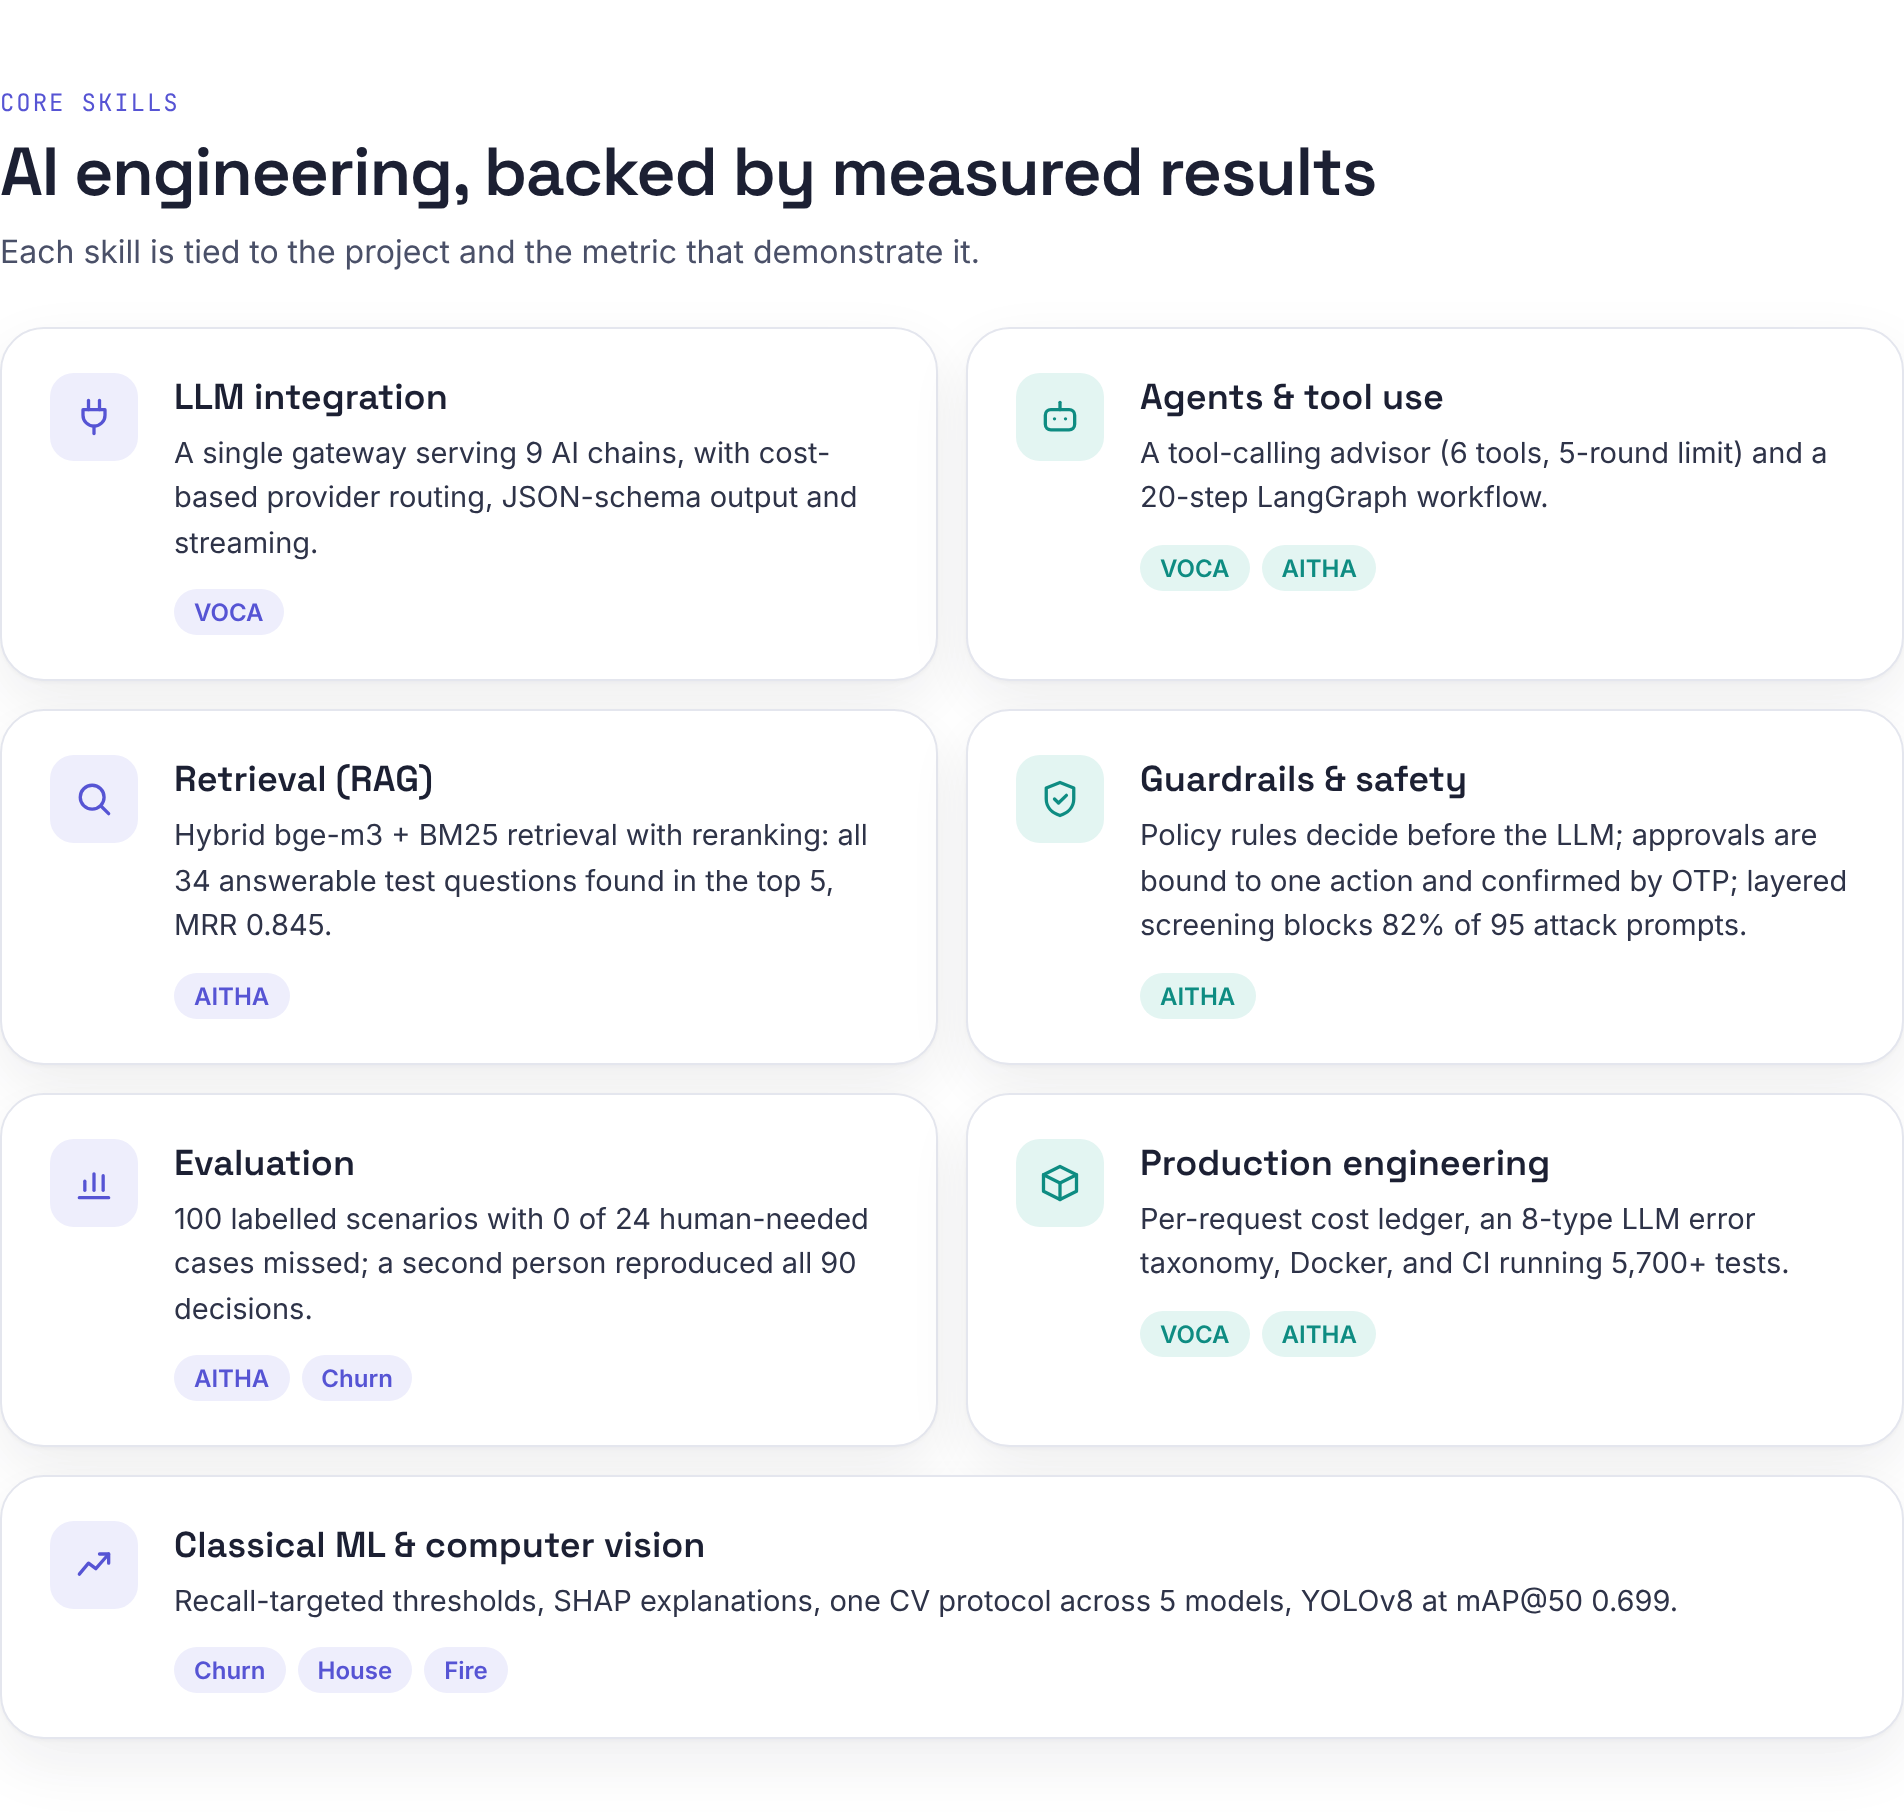 CORE SKILLS
AI engineering, backed by measured results
Each skill is tied to the project and the metric that demonstrate it.
LLM integration
A single gateway serving 9 AI chains, with cost-
based provider routing, JSON-schema output and
streaming.
VOCA
Agents & tool use
A tool-calling advisor (6 tools, 5-round limit) and a
20-step LangGraph workflow.
VOCA AITHA
Retrieval (RAG)
Hybrid bge-m3 + BM25 retrieval with reranking: all
34 answerable test questions found in the top 5,
MRR 0.845.
AITHA
Guardrails & safety
Policy rules decide before the LLM; approvals are
bound to one action and confirmed by OTP; layered
screening blocks 82% of 95 attack prompts.
AITHA
Evaluation
100 labelled scenarios with 0 of 24 human-needed
cases missed; a second person reproduced all 90
decisions.
AITHA Churn
Production engineering
Per-request cost ledger, an 8-type LLM error
taxonomy, Docker, and CI running 5,700+ tests.
VOCA AITHA
Classical ML & computer vision
Recall-targeted thresholds, SHAP explanations, one CV protocol across 5 models, YOLOv8 at mAP@50 0.699.
Churn House Fire